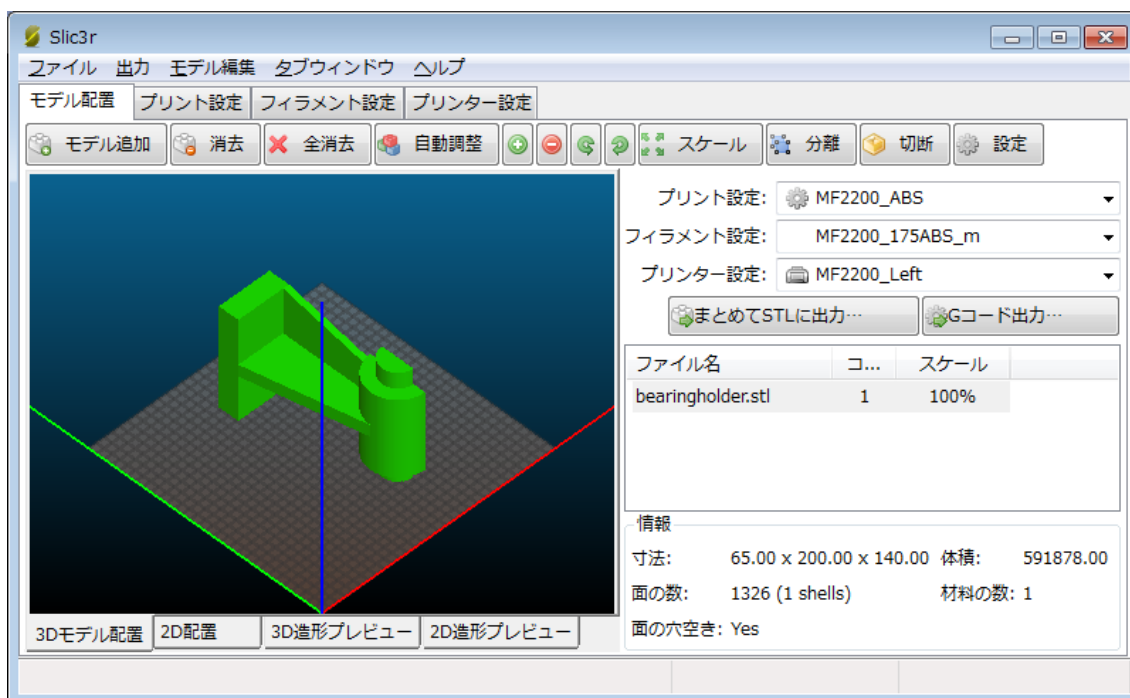 Slic3r
ファイル 出力 モデル編集 タブウィンドウ ヘルプ
モデル配置 プリント設定 フィラメント設定 プリンター設定
モデル追加 消去 全消去 自動調整 スケール 分離 切断 設定
プリント設定: MF2200_ABS
フィラメント設定: MF2200_175ABS_m
プリンター設定: MF2200_Left
まとめてSTLに出力… Gコード出力…
ファイル名 コ... スケール
bearingholder.stl 1 100%
情報
寸法: 65.00 x 200.00 x 140.00 体積: 591878.00
面の数: 1326 (1 shells) 材料の数: 1
面の穴空き: Yes
3Dモデル配置 2D配置 3D造形プレビュー 2D造形プレビュー